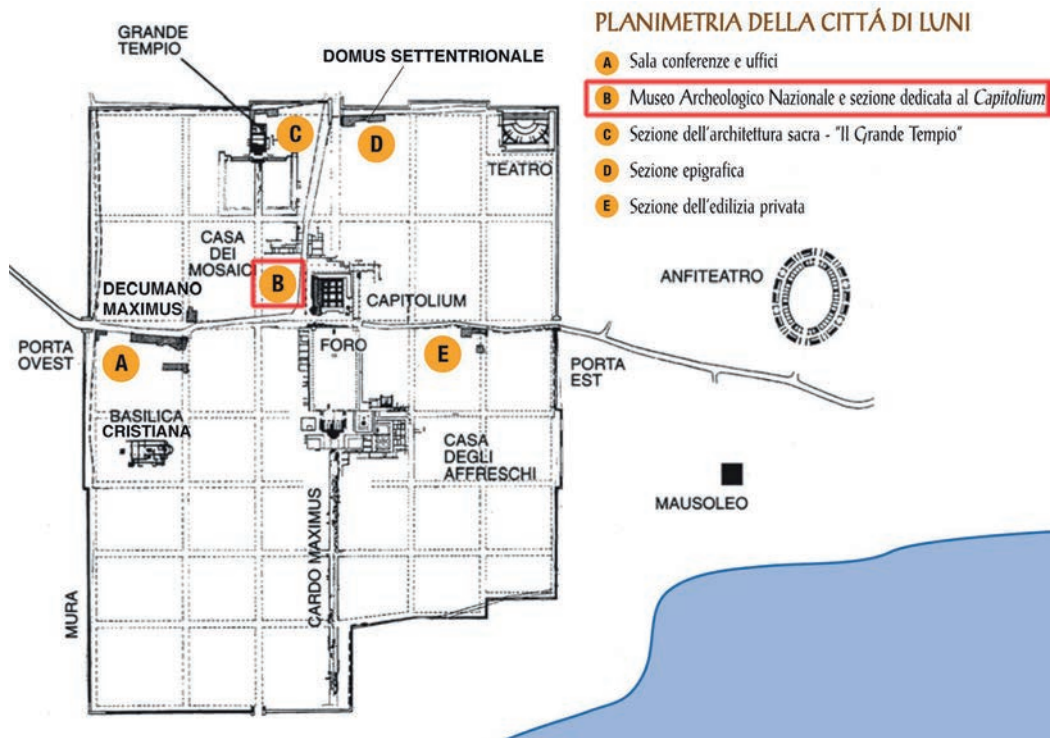 PLANIMETRIA DELLA CITTÁ DI LUNI
A Sala conferenze e uffici
B Museo Archeologico Nazionale e sezione dedicata al Capitolium
C Sezione dell'architettura sacra - "Il Grande Tempio"
D Sezione epigrafica
E Sezione dell'edilizia privata
GRANDE
TEMPIO
DOMUS SETTENTRIONALE
C
D
TEATRO
CASA
DEI
MOSAICI
B
ANFITEATRO
DECUMANO
MAXIMUS
CAPITOLIUM
PORTA
OVEST
A
FORO
E
PORTA
EST
BASILICA
CRISTIANA
CASA
DEGLI
AFFRESCHI
MAUSOLEO
MURA
CARDO MAXIMUS